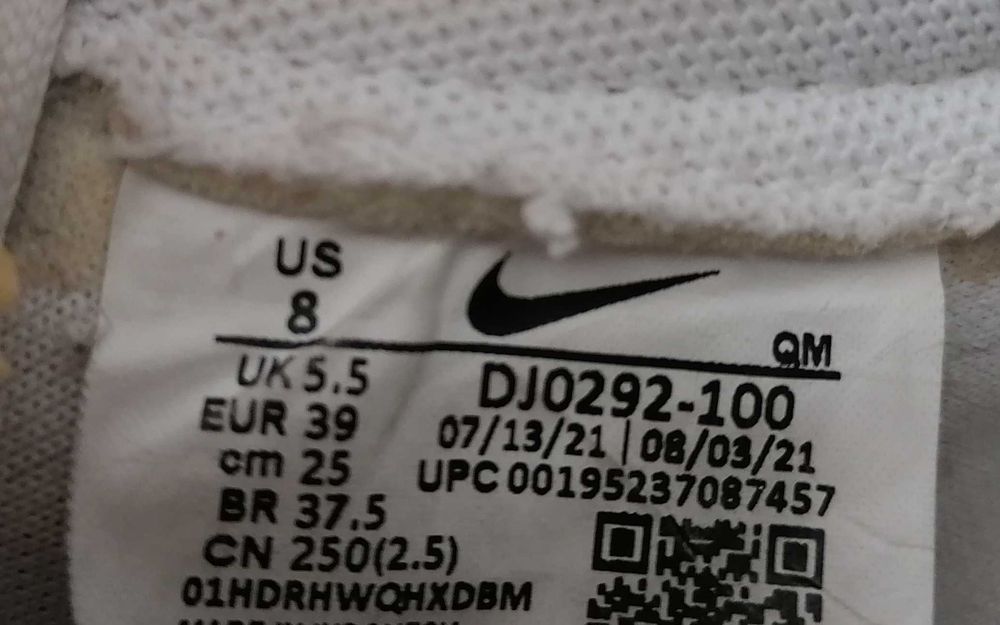 US
8
QM
UK 5.5
EUR 39
cm 25
BR 37.5
CN 250(2.5)
01HDRHWQHXDBM
DJ0292-100
07/13/21 | 08/03/21
UPC 00195237087457